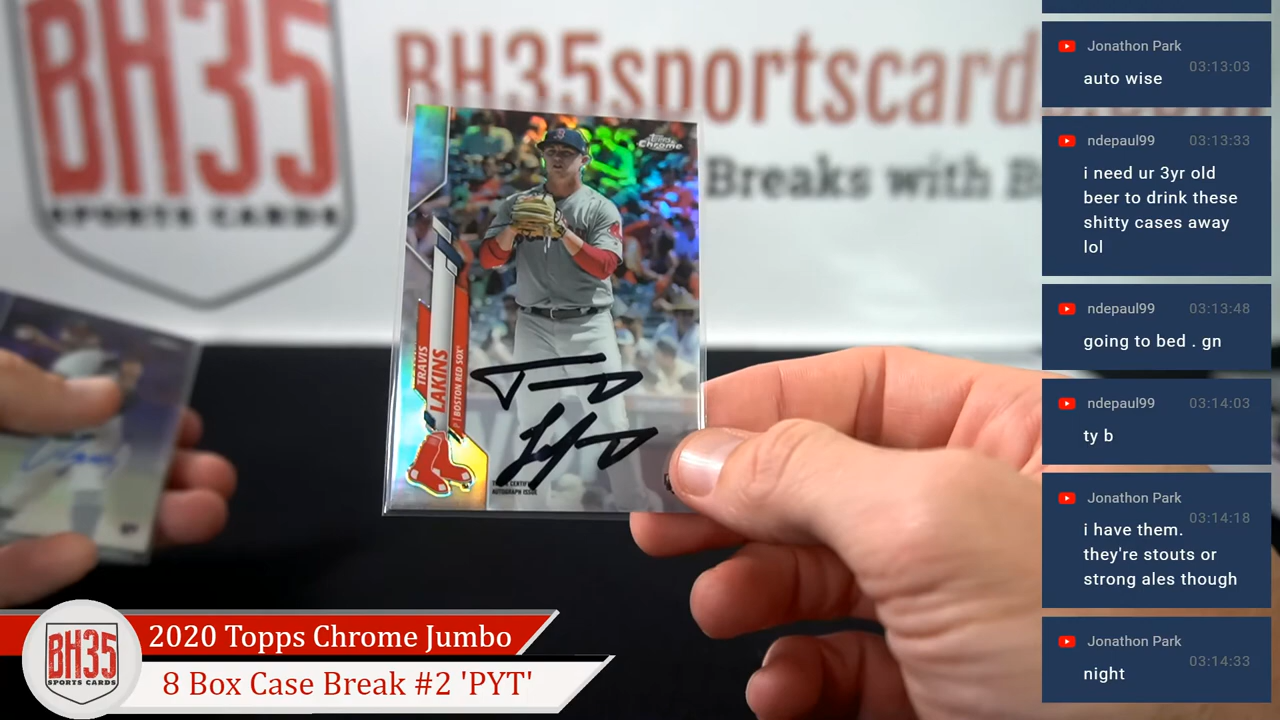 BH35
SPORTS CARDS
BH35sportscards
Breaks with B
Topps
Chrome
TRAVIS
LAKINS
P | BOSTON RED SOX
AUTOGRAPH ISSUE
Jonathon Park
03:13:03
auto wise
ndepaul99 03:13:33
i need ur 3yr old
beer to drink these
shitty cases away
lol
ndepaul99 03:13:48
going to bed . gn
ndepaul99 03:14:03
ty b
Jonathon Park
03:14:18
i have them.
they're stouts or
strong ales though
Jonathon Park
03:14:33
night
BH35
SPORTS CARDS
2020 Topps Chrome Jumbo
8 Box Case Break #2 'PYT'